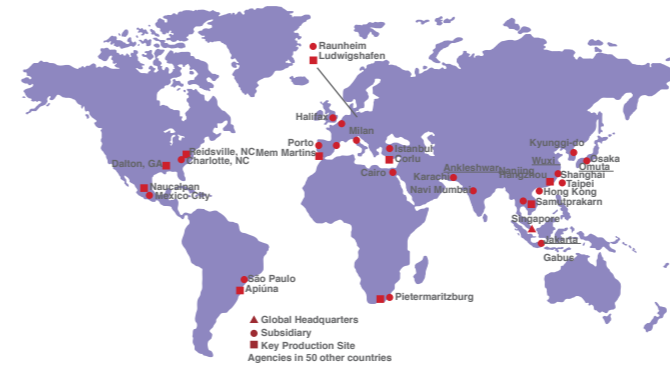 Raunheim
Ludwigshafen
Halifax
Milan
Porto
Mem Martins
Istanbul
Corlu
Cairo
Reidsville, NC
Charlotte, NC
Dalton, GA
Naucalpan
Mexico City
Kyunggi-do
Osaka
Omuta
Wuxi
Nanjing
Hangzhou
Shanghai
Taipei
Ankleshwar
Karachi
Navi Mumbei
Hong Kong
Samutprakarn
Singapore
Jakarta
Gabus
Sao Paulo
Apiúna
Pietermaritzburg
Global Headquarters
Subsidiary
Key Production Site
Agencies in 50 other countries